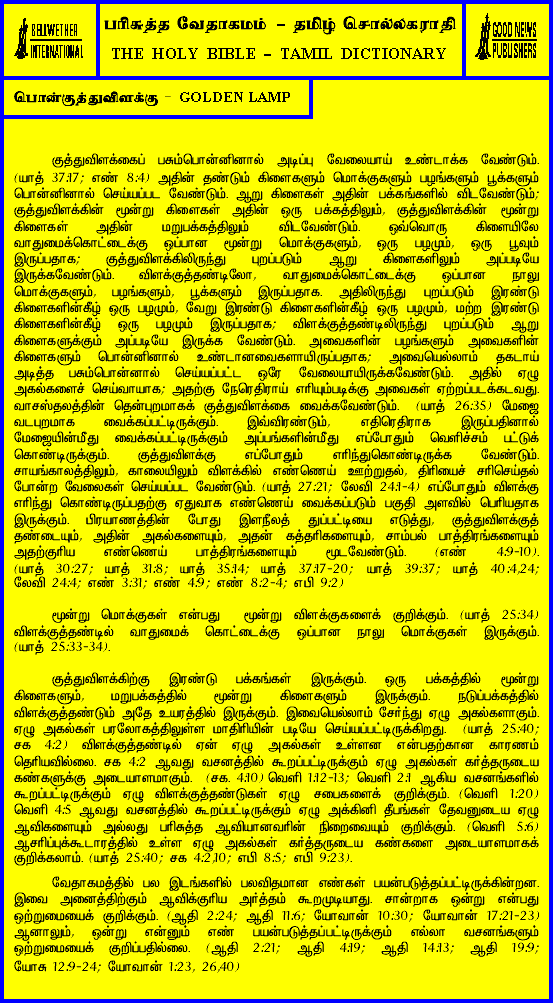 BELLWETHER
INTERNATIONAL
பரிசுத்த வேதாகமம் - தமிழ் சொல்லகராதி
THE HOLY BIBLE - TAMIL DICTIONARY
GOOD NEWS
PUBLISHERS
பொன்குத்துவிளக்கு - GOLDEN LAMP
குத்துவிளக்கைப் பசும்பொன்னினால் அடிப்பு வேலையாய் உண்டாக்க வேண்டும்.
(யாத் 37:17; எண் 8:4) அதின் தண்டும் கிளைகளும் மொக்குகளும் பழங்களும் பூக்களும்
பொன்னினால் செய்யப்பட வேண்டும். ஆறு கிளைகள் அதின் பக்கங்களில் விடவேண்டும்;
குத்துவிளக்கின் மூன்று கிளைகள் அதின் ஒரு பக்கத்திலும், குத்துவிளக்கின் மூன்று
கிளைகள் அதின் மறுபக்கத்திலும் விடவேண்டும். ஒவ்வொரு கிளையிலே
வாதுமைக்கொட்டைக்கு ஒப்பான மூன்று மொக்குகளும், ஒரு பழமும், ஒரு பூவும்
இருப்பதாக; குத்துவிளக்கிலிருந்து புறப்படும் ஆறு கிளைகளிலும் அப்படியே
இருக்கவேண்டும். விளக்குத்தண்டிலோ, வாதுமைக்கொட்டைக்கு ஒப்பான நாலு
மொக்குகளும், பழங்களும், பூக்களும் இருப்பதாக. அதிலிருந்து புறப்படும் இரண்டு
கிளைகளின்கீழ் ஒரு பழமும், வேறு இரண்டு கிளைகளின்கீழ் ஒரு பழமும், மற்ற இரண்டு
கிளைகளின்கீழ் ஒரு பழமும் இருப்பதாக; விளக்குத்தண்டிலிருந்து புறப்படும் ஆறு
கிளைகளுக்கும் அப்படியே இருக்க வேண்டும். அவைகளின் பழங்களும் அவைகளின்
கிளைகளும் பொன்னினால் உண்டானவைகளாயிருப்பதாக; அவையெல்லாம் தகடாய்
அடித்த பசும்பொன்னால் செய்யப்பட்ட ஒரே வேலையாயிருக்கவேண்டும். அதில் ஏழு
அகல்களைச் செய்வாயாக; அதற்கு நேரெதிராய் எரியும்படிக்கு அவைகள் ஏற்றப்படக்கடவது.
வாசஸ்தலத்தின் தென்புறமாகக் குத்துவிளக்கை வைக்கவேண்டும். (யாத் 26:35) மேஜை
வடபுறமாக வைக்கப்பட்டிருக்கும். இவ்விரண்டும், எதிரெதிராக இருப்பதினால்
மேஜையின்மீது வைக்கப்பட்டிருக்கும் அப்பங்களின்மீது எப்போதும் வெளிச்சம் பட்டுக்
கொண்டிருக்கும். குத்துவிளக்கு எப்போதும் எரிந்துகொண்டிருக்க வேண்டும்.
சாயங்காலத்திலும், காலையிலும் விளக்கில் எண்ணெய் ஊற்றுதல், திரியைச் சரிசெய்தல்
போன்ற வேலைகள் செய்யப்பட வேண்டும். (யாத் 27:21; லேவி 24:1-4) எப்போதும் விளக்கு
எரிந்து கொண்டிருப்பதற்கு ஏதுவாக எண்ணெய் வைக்கப்படும் பகுதி அளவில் பெரியதாக
இருக்கும். பிரயாணத்தின் போது இளநீலத் துப்பட்டியை எடுத்து, குத்துவிளக்குத்
தண்டையும், அதின் அகல்களையும், அதன் கத்தரிகளையும், சாம்பல் பாத்திரங்களையும்
அதற்குரிய எண்ணெய் பாத்திரங்களையும் மூடவேண்டும். (எண் 4:9-10).
(யாத் 30:27; யாத் 31:8; யாத் 35:14; யாத் 37:17-20; யாத் 39:37; யாத் 40:4,24;
லேவி 24:4; எண் 3:31; எண் 4:9; எண் 8:2-4; எபி 9:2)
மூன்று மொக்குகள் என்பது மூன்று விளக்குகளைக் குறிக்கும். (யாத் 25:34)
விளக்குத்தண்டில் வாதுமைக் கொட்டைக்கு ஒப்பான நாலு மொக்குகள் இருக்கும்.
(யாத் 25:33-34).
குத்துவிளக்கிற்கு இரண்டு பக்கங்கள் இருக்கும். ஒரு பக்கத்தில் மூன்று
கிளைகளும், மறுபக்கத்தில் மூன்று கிளைகளும் இருக்கும். நடுப்பக்கத்தில்
விளக்குத்தண்டும் அதே உயரத்தில் இருக்கும். இவையெல்லாம் சேர்ந்து ஏழு அகல்களாகும்.
ஏழு அகல்கள் பரலோகத்திலுள்ள மாதிரியின் படியே செய்யப்பட்டிருக்கிறது. (யாத் 25:40;
சக 4:2) விளக்குத்தண்டில் ஏன் ஏழு அகல்கள் உள்ளன என்பதற்கான காரணம்
தெரியவில்லை. சக 4:2 ஆவது வசனத்தில் கூறப்பட்டிருக்கும் ஏழு அகல்கள் கர்த்தருடைய
கண்களுக்கு அடையாளமாகும். (சக. 4:10) வெளி 1:12-13; வெளி 2:1 ஆகிய வசனங்களில்
கூறப்பட்டிருக்கும் ஏழு விளக்குத்தண்டுகள் ஏழு சபைகளைக் குறிக்கும். (வெளி 1:20)
வெளி 4:5 ஆவது வசனத்தில் கூறப்பட்டிருக்கும் ஏழு அக்கினி தீபங்கள் தேவனுடைய ஏழு
ஆவிகளையும் அல்லது பரிசுத்த ஆவியானவரின் நிறைவையும் குறிக்கும். (வெளி 5:6)
ஆசரிப்புக்கூடாரத்தில் உள்ள ஏழு அகல்கள் கர்த்தருடைய கண்களை அடையாளமாகக்
குறிக்கலாம். (யாத் 25:40; சக 4:2,10; எபி 8:5; எபி 9:23).
வேதாகமத்தில் பல இடங்களில் பலவிதமான எண்கள் பயன்படுத்தப்பட்டிருக்கின்றன.
இவை அனைத்திற்கும் ஆவிக்குரிய அர்த்தம் கூறமுடியாது. சான்றாக ஒன்று என்பது
ஒற்றுமையைக் குறிக்கும். (ஆதி 2:24; ஆதி 11:6; யோவான் 10:30; யோவான் 17:21-23)
ஆனாலும், ஒன்று என்னும் எண் பயன்படுத்தப்பட்டிருக்கும் எல்லா வசனங்களும்
ஒற்றுமையைக் குறிப்பதில்லை. (ஆதி 2:21; ஆதி 4:19; ஆதி 14:13; ஆதி 19:9;
யோசு 12:9-24; யோவான் 1:23, 26,40)